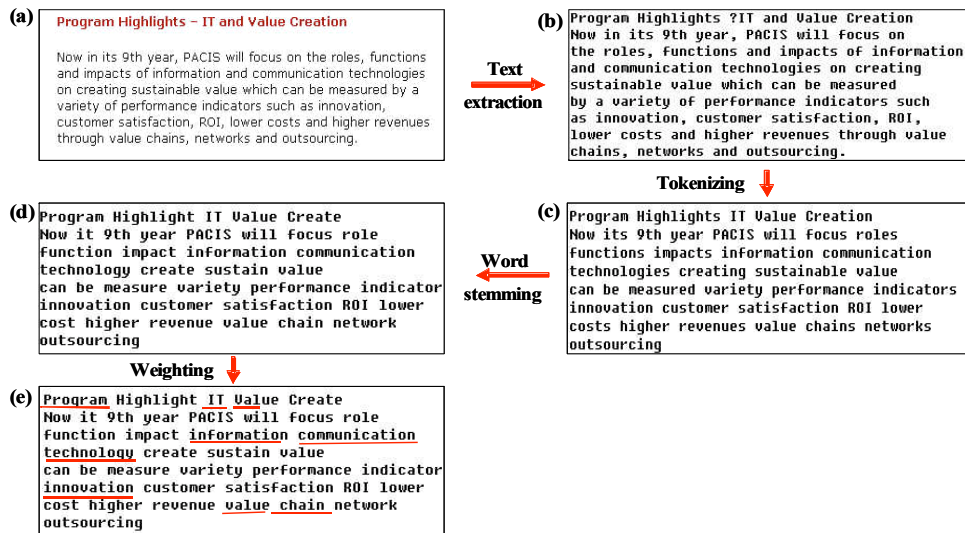 (a)
Program Highlights – IT and Value Creation
Now in its 9th year, PACIS will focus on the roles, functions
and impacts of information and communication technologies
on creating sustainable value which can be measured by a
variety of performance indicators such as innovation,
customer satisfaction, ROI, lower costs and higher revenues
through value chains, networks and outsourcing.
Text
extraction
(b)
Program Highlights ?IT and Value Creation
Now in its 9th year, PACIS will focus on
the roles, functions and impacts of information
and communication technologies on creating
sustainable value which can be measured
by a variety of performance indicators such
as innovation, customer satisfaction, ROI,
lower costs and higher revenues through value
chains, networks and outsourcing.
Tokenizing
(c)
Program Highlights IT Value Creation
Now its 9th year PACIS will focus roles
functions impacts information communication
technologies creating sustainable value
can be measured variety performance indicators
innovation customer satisfaction ROI lower
costs higher revenues value chains networks
outsourcing
Word
stemming
(d)
Program Highlight IT Value Create
Now it 9th year PACIS will focus role
function impact information communication
technology create sustain value
can be measure variety performance indicator
innovation customer satisfaction ROI lower
cost higher revenue value chain network
outsourcing
Weighting
(e)
Program Highlight IT Value Create
Now it 9th year PACIS will focus role
function impact information communication
technology create sustain value
can be measure variety performance indicator
innovation customer satisfaction ROI lower
cost higher revenue value chain network
outsourcing